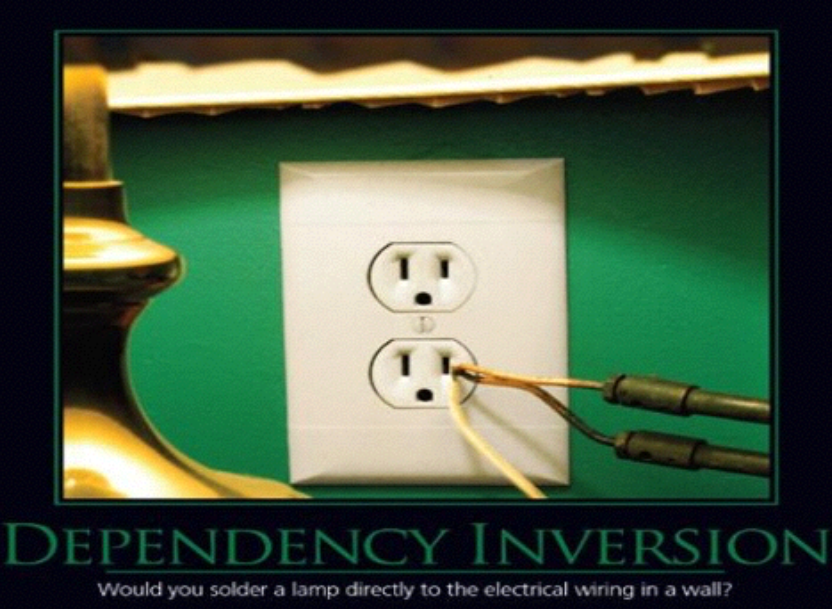 DEPENDENCY INVERSION
Would you solder a lamp directly to the electrical wiring in a wall?